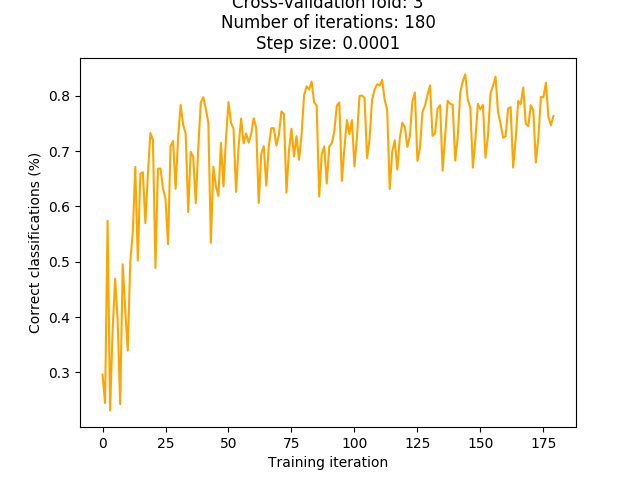 Cross-validation fold: 3
Number of iterations: 180
Step size: 0.0001
0.8
0.7
0.6
0.5
0.4
0.3
Correct classifications (%)
0 25 50 75 100 125 150 175
Training iteration